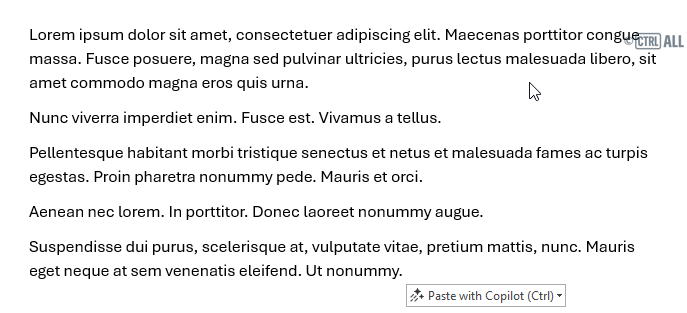 Lorem ipsum dolor sit amet, consectetuer adipiscing elit. Maecenas porttitor congue
© CTRL ALL
massa. Fusce posuere, magna sed pulvinar ultricies, purus lectus malesuada libero, sit
amet commodo magna eros quis urna.
Nunc viverra imperdiet enim. Fusce est. Vivamus a tellus.
Pellentesque habitant morbi tristique senectus et netus et malesuada fames ac turpis
egestas. Proin pharetra nonummy pede. Mauris et orci.
Aenean nec lorem. In porttitor. Donec laoreet nonummy augue.
Suspendisse dui purus, scelerisque at, vulputate vitae, pretium mattis, nunc. Mauris
eget neque at sem venenatis eleifend. Ut nonummy.
Paste with Copilot (Ctrl)